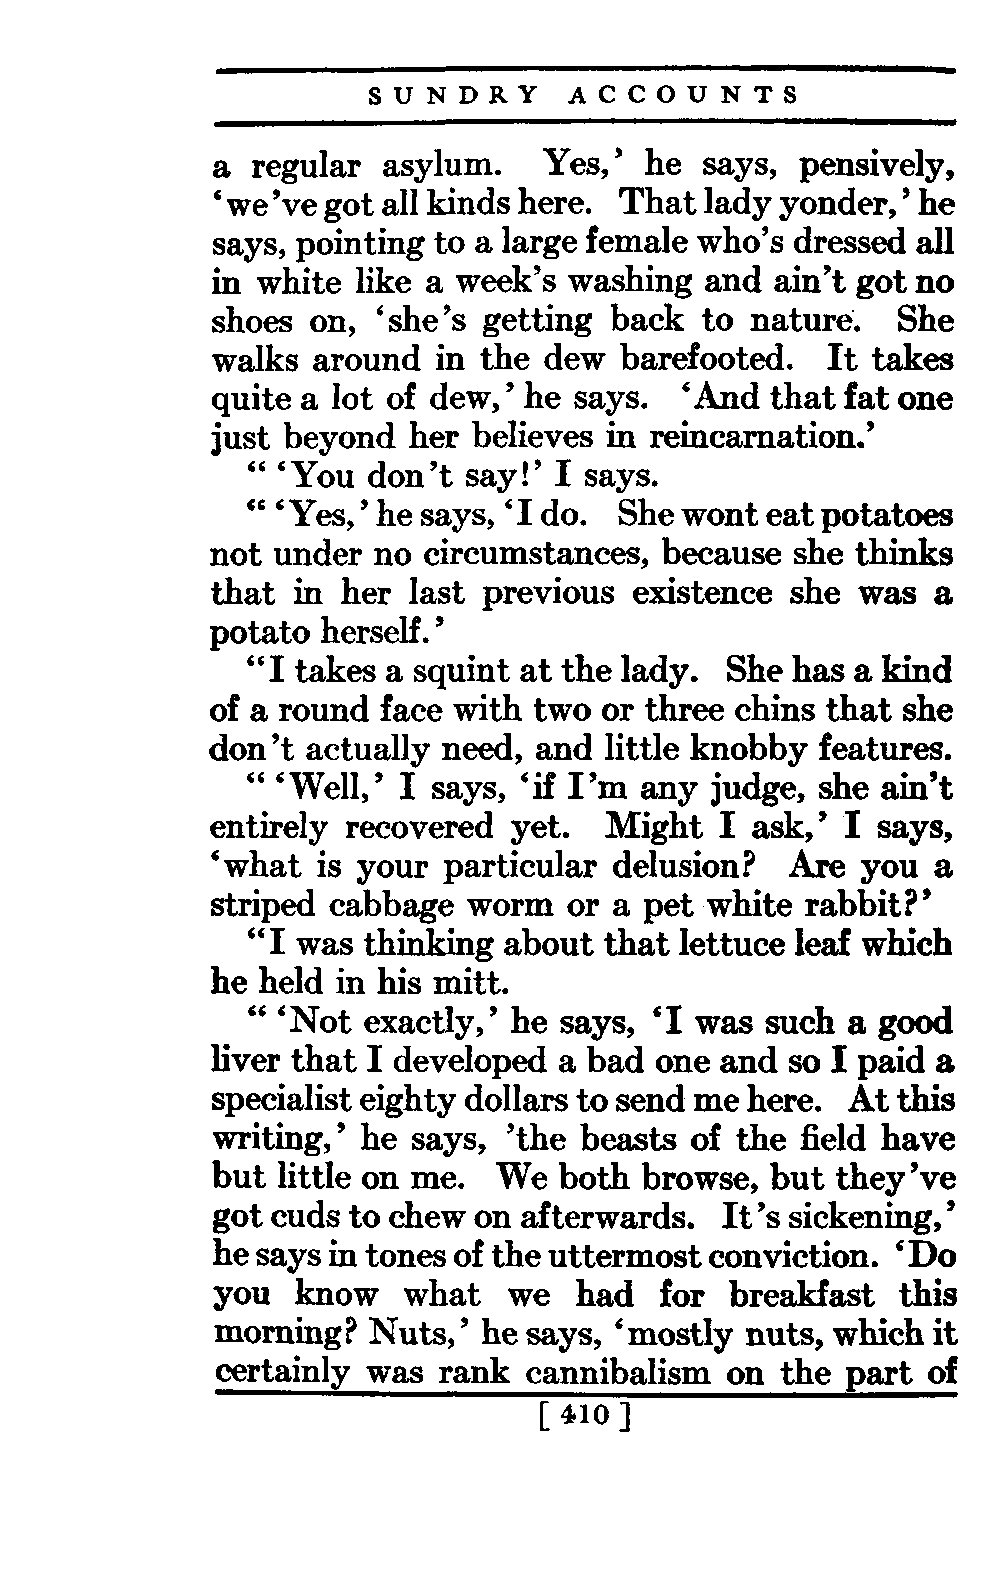 SUNDRY ACCOUNTS
a regular asylum. Yes,' he says, pensively,
'we've got all kinds here. That lady yonder,' he
says, pointing to a large female who's dressed all
in white like a week's washing and ain't got no
shoes on, 'she's getting back to nature. She
walks around in the dew barefooted. It takes
quite a lot of dew,' he says. 'And that fat one
just beyond her believes in reincarnation.'
" 'You don't say!' I says.
" 'Yes,' he says, 'I do. She wont eat potatoes
not under no circumstances, because she thinks
that in her last previous existence she was a
potato herself.'
"I takes a squint at the lady. She has a kind
of a round face with two or three chins that she
don't actually need, and little knobby features.
" 'Well,' I says, 'if I'm any judge, she ain't
entirely recovered yet. Might I ask,' I says,
'what is your particular delusion? Are you a
striped cabbage worm or a pet white rabbit?'
"I was thinking about that lettuce leaf which
he held in his mitt.
" 'Not exactly,' he says, 'I was such a good
liver that I developed a bad one and so I paid a
specialist eighty dollars to send me here. At this
writing,' he says, 'the beasts of the field have
but little on me. We both browse, but they've
got cuds to chew on afterwards. It's sickening,'
he says in tones of the uttermost conviction. 'Do
you know what we had for breakfast this
morning? Nuts,' he says, 'mostly nuts, which it
certainly was rank cannibalism on the part of
[ 410 ]